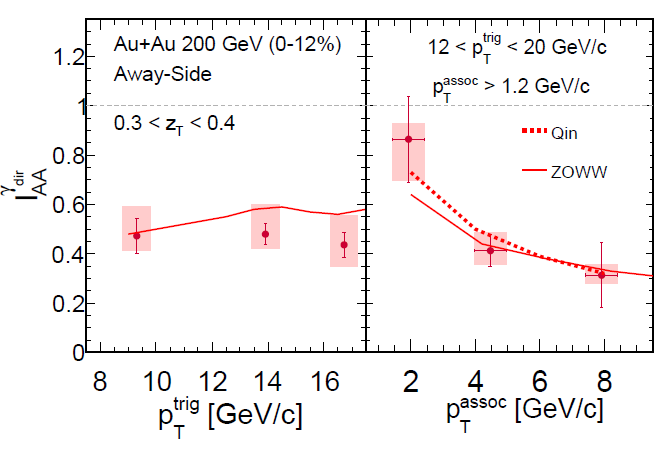 Au+Au 200 GeV (0-12%)
Away-Side
0.3 < z_T < 0.4
12 < p_T^trig < 20 GeV/c
p_T^assoc > 1.2 GeV/c
Qin
ZOWW
I_AA^γdir
1.2
1
0.8
0.6
0.4
0.2
0
8 10 12 14 16
2 4 6 8
p_T^trig [GeV/c]
p_T^assoc [GeV/c]